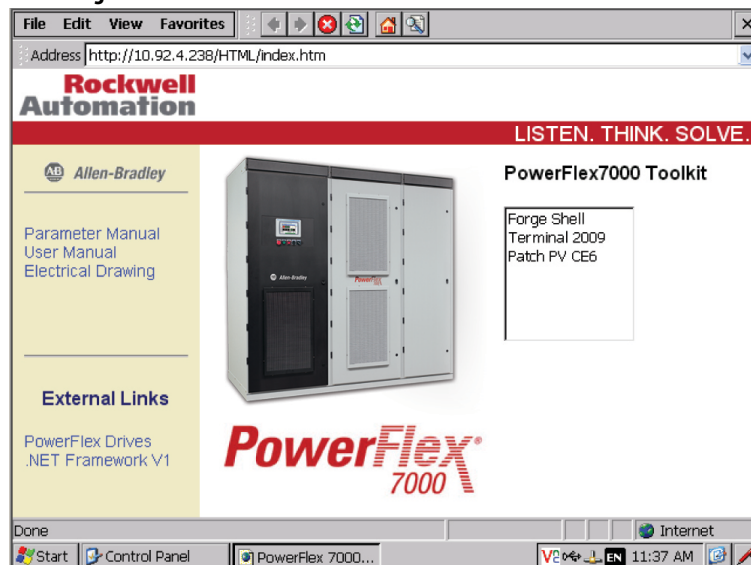 File Edit View Favorites
Address http://10.92.4.238/HTML/index.htm
Rockwell
Automation
LISTEN. THINK. SOLVE.
AB Allen-Bradley
Parameter Manual
User Manual
Electrical Drawing
External Links
PowerFlex Drives
.NET Framework V1
Allen-Bradley
PowerFlex
PowerFlex
7000
PowerFlex7000 Toolkit
Forge Shell
Terminal 2009
Patch PV CE6
Done
Internet
Start Control Panel PowerFlex 7000... EN 11:37 AM